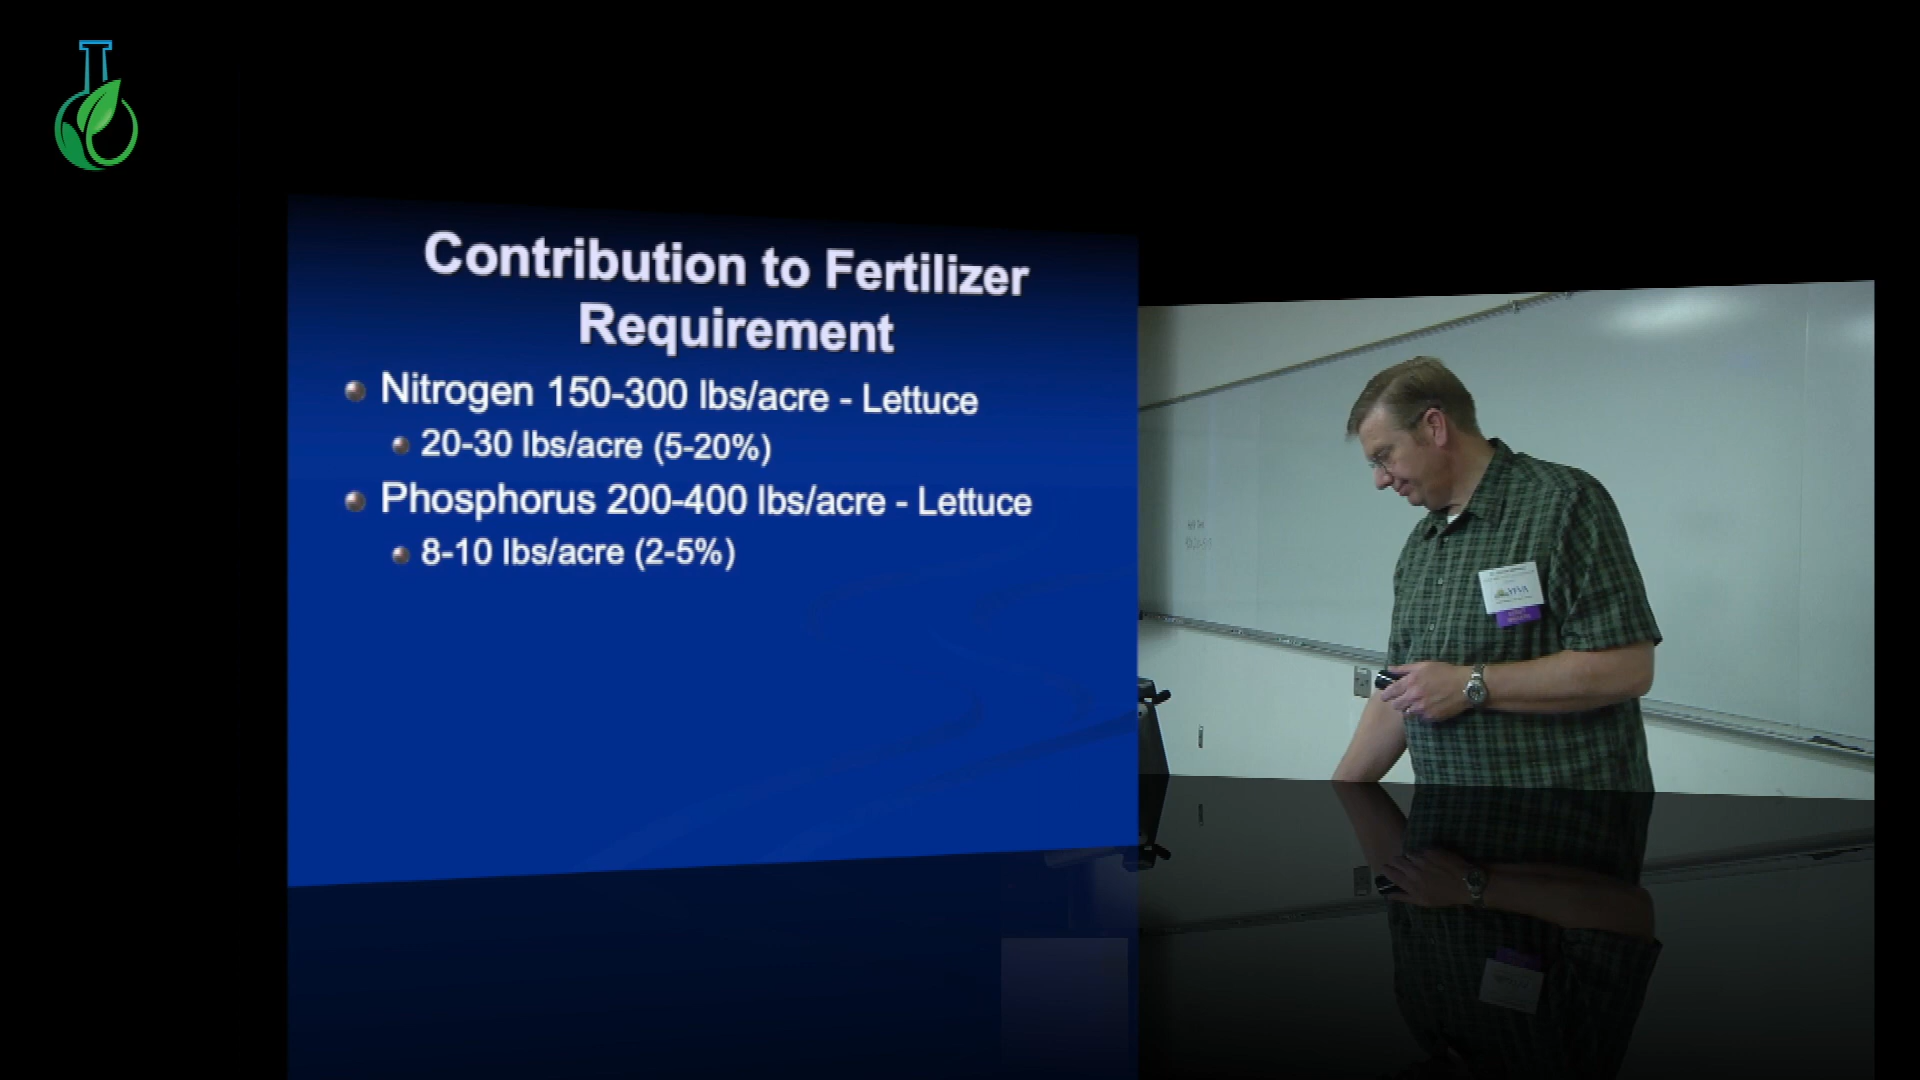 Contribution to Fertilizer
Requirement
Nitrogen 150-300 lbs/acre - Lettuce
20-30 lbs/acre (5-20%)
Phosphorus 200-400 lbs/acre - Lettuce
8-10 lbs/acre (2-5%)